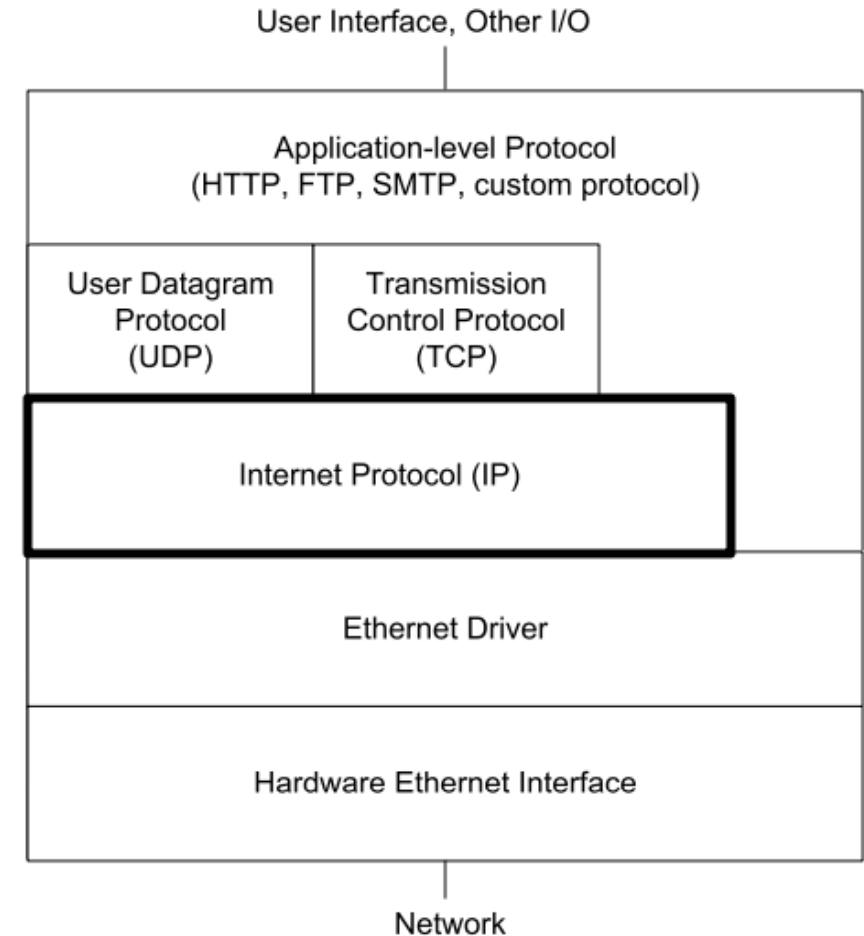 User Interface, Other I/O
Application-level Protocol
(HTTP, FTP, SMTP, custom protocol)
User Datagram
Protocol
(UDP)
Transmission
Control Protocol
(TCP)
Internet Protocol (IP)
Ethernet Driver
Hardware Ethernet Interface
Network